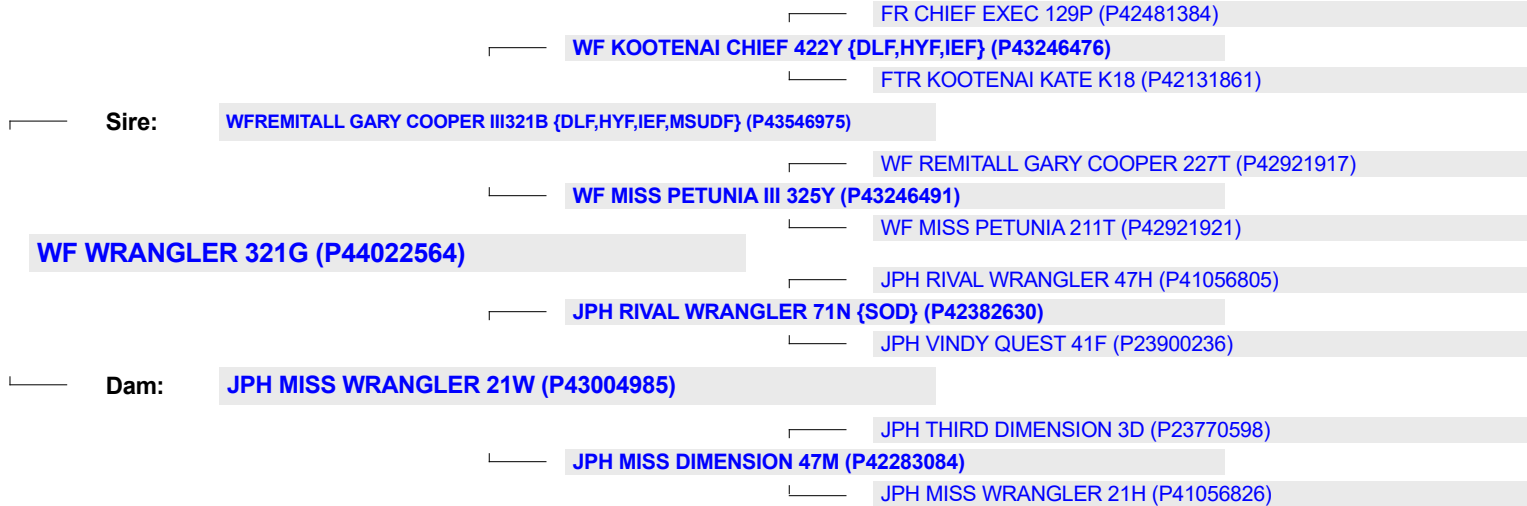 FR CHIEF EXEC 129P (P42481384)
WF KOOTENAI CHIEF 422Y {DLF,HYF,IEF} (P43246476)
FTR KOOTENAI KATE K18 (P42131861)
Sire: WFREMITALL GARY COOPER III321B {DLF,HYF,IEF,MSUDF} (P43546975)
WF REMITALL GARY COOPER 227T (P42921917)
WF MISS PETUNIA III 325Y (P43246491)
WF MISS PETUNIA 211T (P42921921)
WF WRANGLER 321G (P44022564)
JPH RIVAL WRANGLER 47H (P41056805)
JPH RIVAL WRANGLER 71N {SOD} (P42382630)
JPH VINDY QUEST 41F (P23900236)
Dam: JPH MISS WRANGLER 21W (P43004985)
JPH THIRD DIMENSION 3D (P23770598)
JPH MISS DIMENSION 47M (P42283084)
JPH MISS WRANGLER 21H (P41056826)